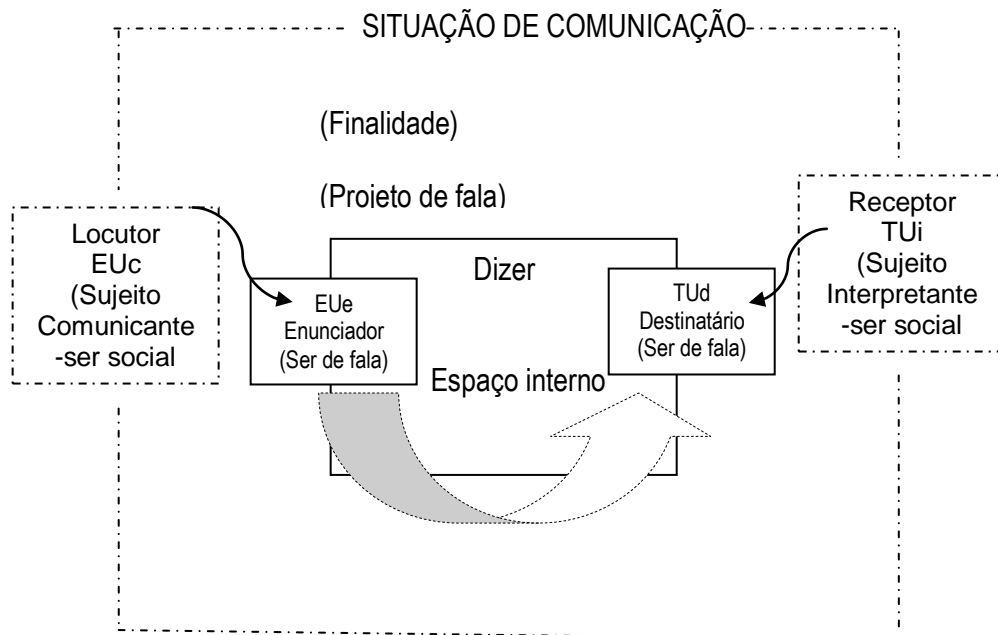 SITUAÇÃO DE COMUNICAÇÃO
(Finalidade)
(Projeto de fala)
Locutor
EUc
(Sujeito
Comunicante
-ser social
Dizer
EUe
Enunciador
(Ser de fala)
Espaço interno
TUd
Destinatário
(Ser de fala)
Receptor
TUi
(Sujeito
Interpretante
-ser social